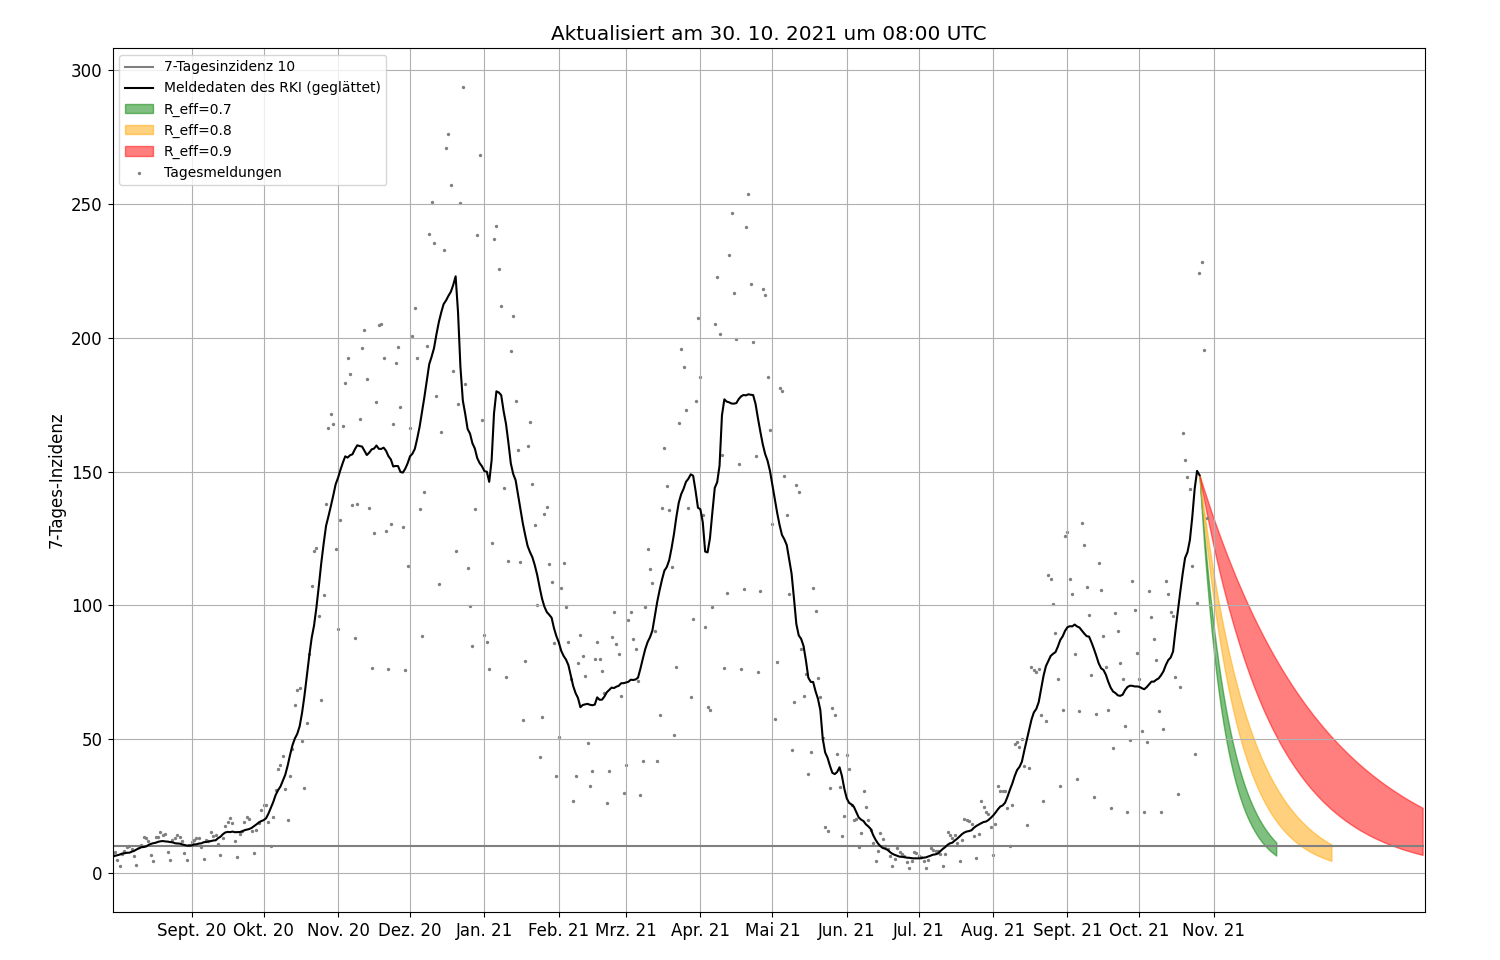 Aktualisiert am 30. 10. 2021 um 08:00 UTC
7-Tagesinzidenz 10
Meldedaten des RKI (geglättet)
R_eff=0.7
R_eff=0.8
R_eff=0.9
Tagesmeldungen
7-Tages-Inzidenz
300
250
200
150
100
50
0
Sept. 20 Okt. 20 Nov. 20 Dez. 20 Jan. 21 Feb. 21 Mrz. 21 Apr. 21 Mai 21 Jun. 21 Jul. 21 Aug. 21 Sept. 21 Oct. 21 Nov. 21